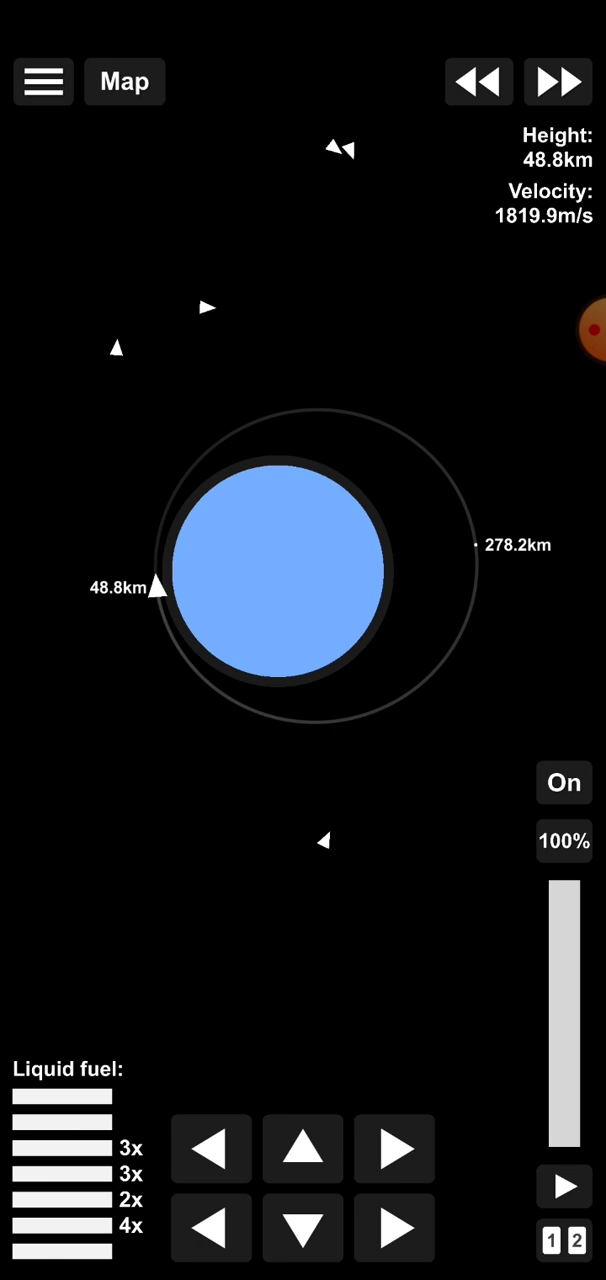 Map
Height:
48.8km
Velocity:
1819.9m/s
278.2km
48.8km
On
100%
Liquid fuel:
3x
3x
2x
4x
1 2